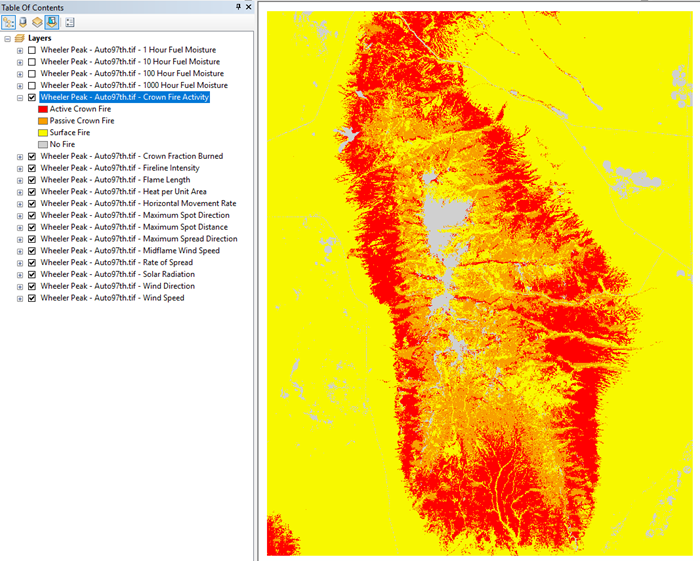 Table Of Contents
Layers
Wheeler Peak - Auto97th.tif - 1 Hour Fuel Moisture
Wheeler Peak - Auto97th.tif - 10 Hour Fuel Moisture
Wheeler Peak - Auto97th.tif - 100 Hour Fuel Moisture
Wheeler Peak - Auto97th.tif - 1000 Hour Fuel Moisture
Wheeler Peak - Auto97th.tif - Crown Fire Activity
Active Crown Fire
Passive Crown Fire
Surface Fire
No Fire
Wheeler Peak - Auto97th.tif - Crown Fraction Burned
Wheeler Peak - Auto97th.tif - Fireline Intensity
Wheeler Peak - Auto97th.tif - Flame Length
Wheeler Peak - Auto97th.tif - Heat per Unit Area
Wheeler Peak - Auto97th.tif - Horizontal Movement Rate
Wheeler Peak - Auto97th.tif - Maximum Spot Direction
Wheeler Peak - Auto97th.tif - Maximum Spot Distance
Wheeler Peak - Auto97th.tif - Maximum Spread Direction
Wheeler Peak - Auto97th.tif - Midflame Wind Speed
Wheeler Peak - Auto97th.tif - Rate of Spread
Wheeler Peak - Auto97th.tif - Solar Radiation
Wheeler Peak - Auto97th.tif - Wind Direction
Wheeler Peak - Auto97th.tif - Wind Speed